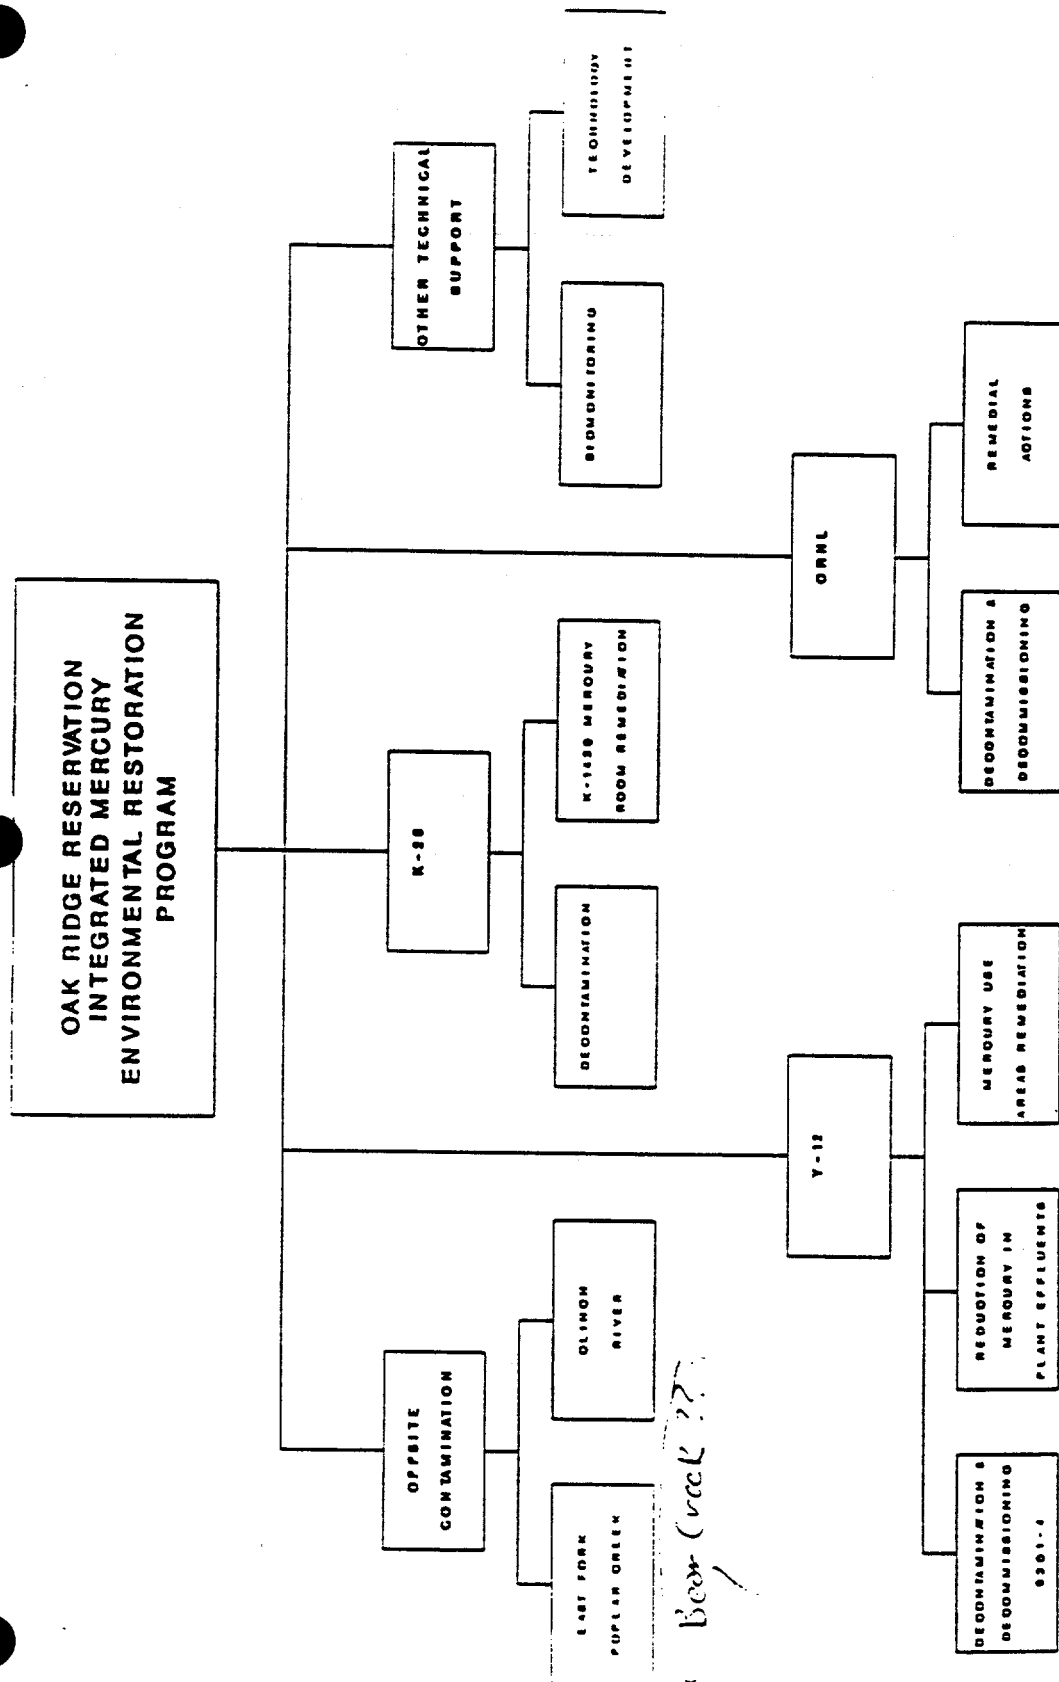 OAK RIDGE RESERVATION
INTEGRATED MERCURY
ENVIRONMENTAL RESTORATION
PROGRAM
OFFSITE
CONTAMINATION
K-25
OTHER TECHNICAL
SUPPORT
EAST FORK
POPLAR CREEK
CLINCH
RIVER
DECONTAMINATION
K-1420 MERCURY
ROOM REMEDIATION
BIOMONITORING
TECHNOLOGY
DEVELOPMENT
Bear Creek ??
Y-12
ORNL
DECONTAMINATION &
DECOMMISSIONING
9201-4
REDUCTION OF
MERCURY IN
PLANT EFFLUENTS
MERCURY USE
AREAS REMEDIATION
DECONTAMINATION &
DECOMMISSIONING
REMEDIAL
ACTIONS